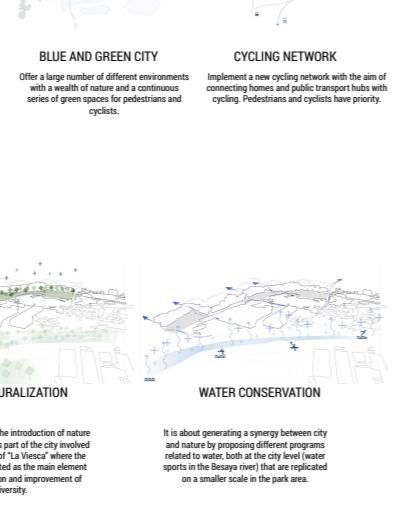 BLUE AND GREEN CITY
Offer a large number of different environments
with a wealth of nature and a continuous
series of green spaces for pedestrians and
cyclists.
CYCLING NETWORK
Implement a new cycling network with the aim of
connecting homes and public transport hubs with
cycling. Pedestrians and cyclists have priority.
URALIZATION
he introduction of nature
s part of the city involved
of “La Viesca” where the
ted as the main element
on and improvement of
iversity.
WATER CONSERVATION
It is about generating a synergy between city
and nature by proposing different programs
related to water, both at the city level (water
sports in the Besaya river) that are replicated
on a smaller scale in the park area.